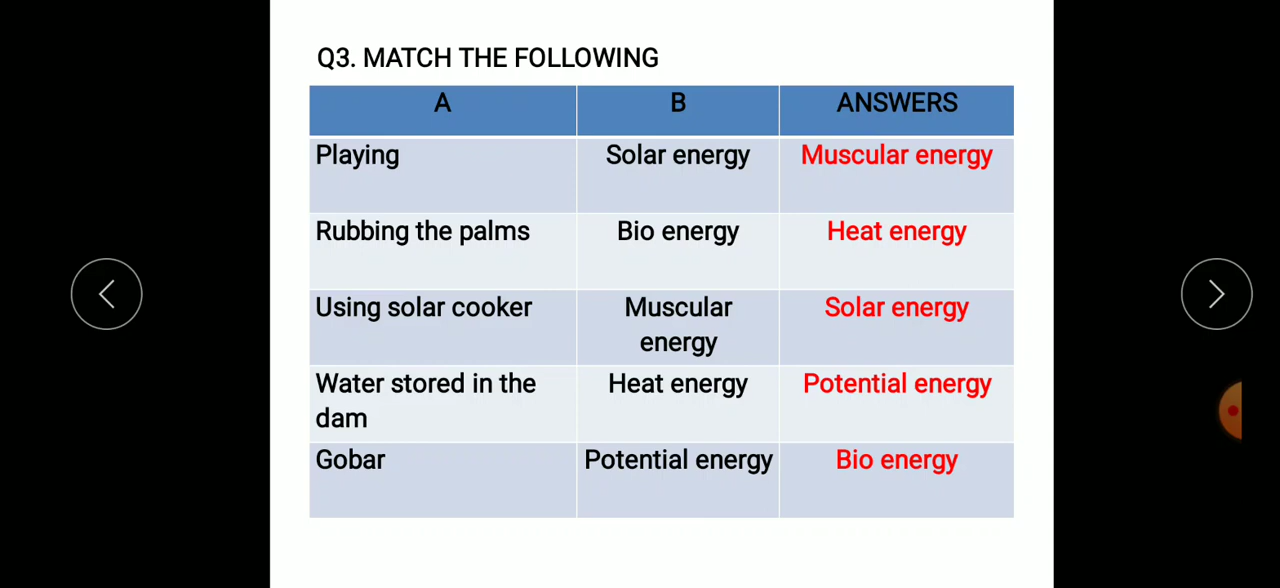 Q3. MATCH THE FOLLOWING
A B ANSWERS
Playing Solar energy Muscular energy
Rubbing the palms Bio energy Heat energy
Using solar cooker Muscular energy Solar energy
Water stored in the dam Heat energy Potential energy
Gobar Potential energy Bio energy